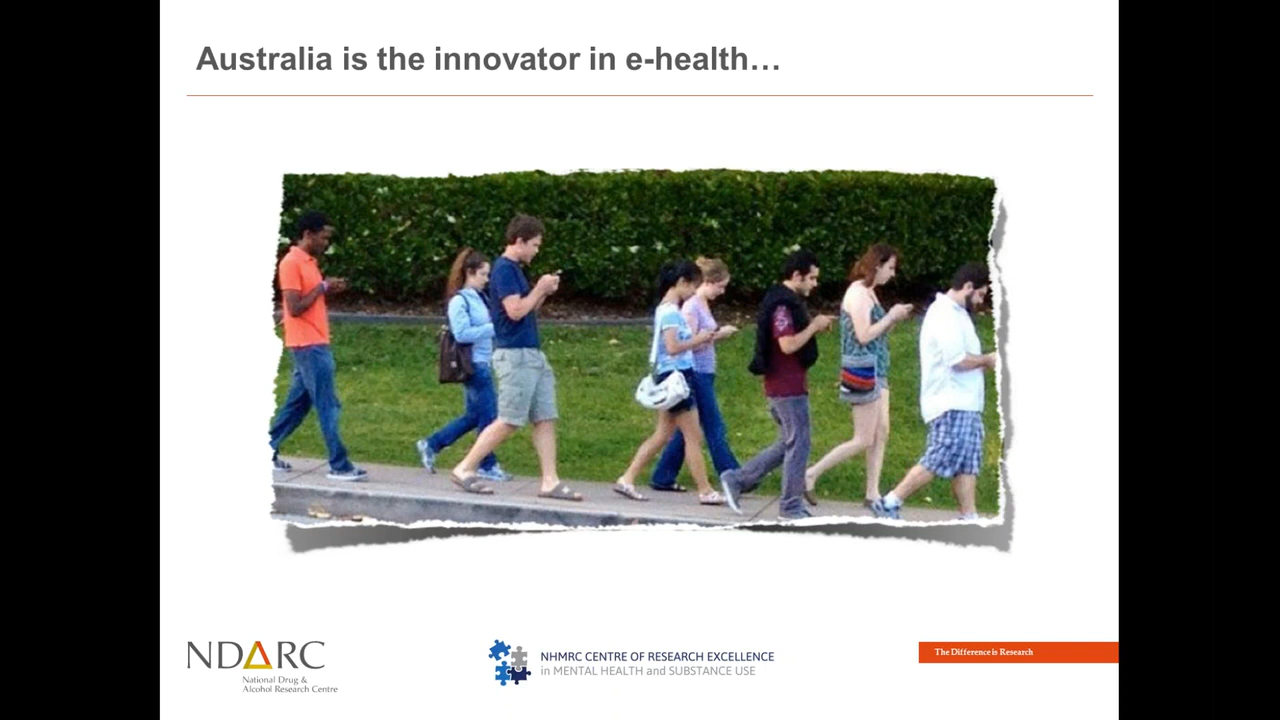 Australia is the innovator in e-health…
NDARC
National Drug &
Alcohol Research Centre
NHMRC CENTRE OF RESEARCH EXCELLENCE
in MENTAL HEALTH and SUBSTANCE USE
The Difference is Research